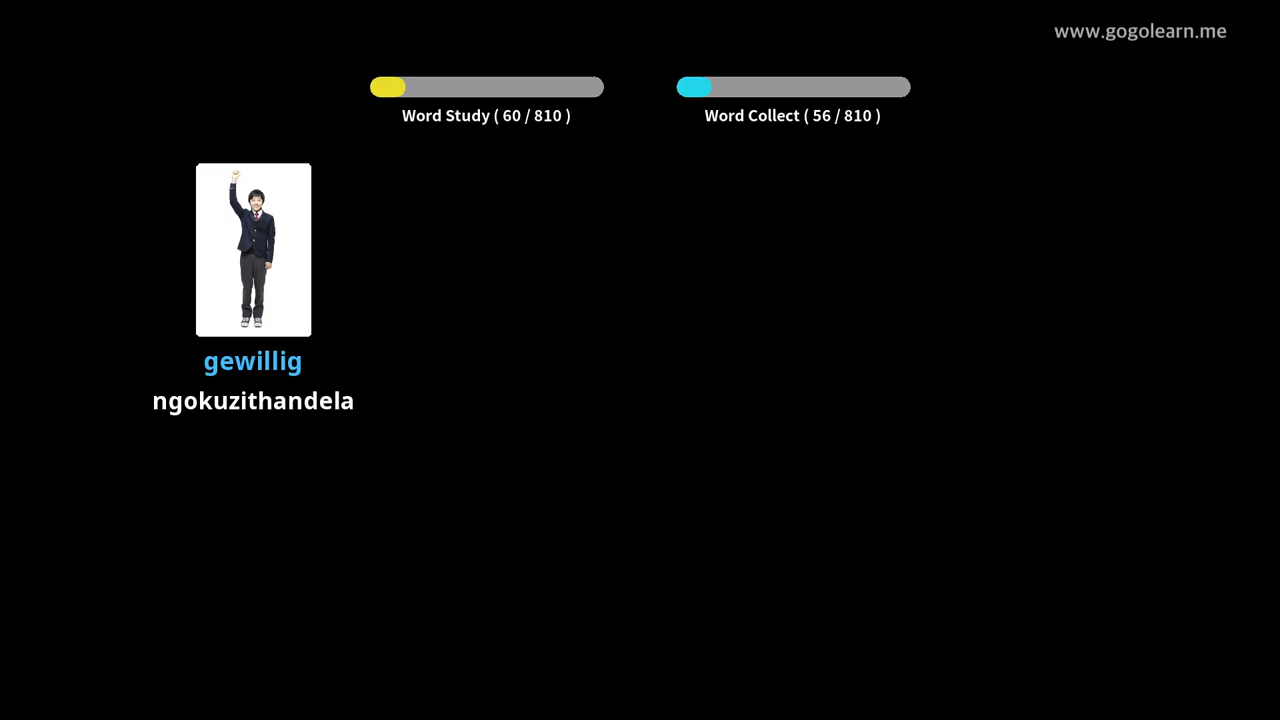 www.gogolearn.me
Word Study ( 60 / 810 )
Word Collect ( 56 / 810 )
gewillig
ngokuzithandela